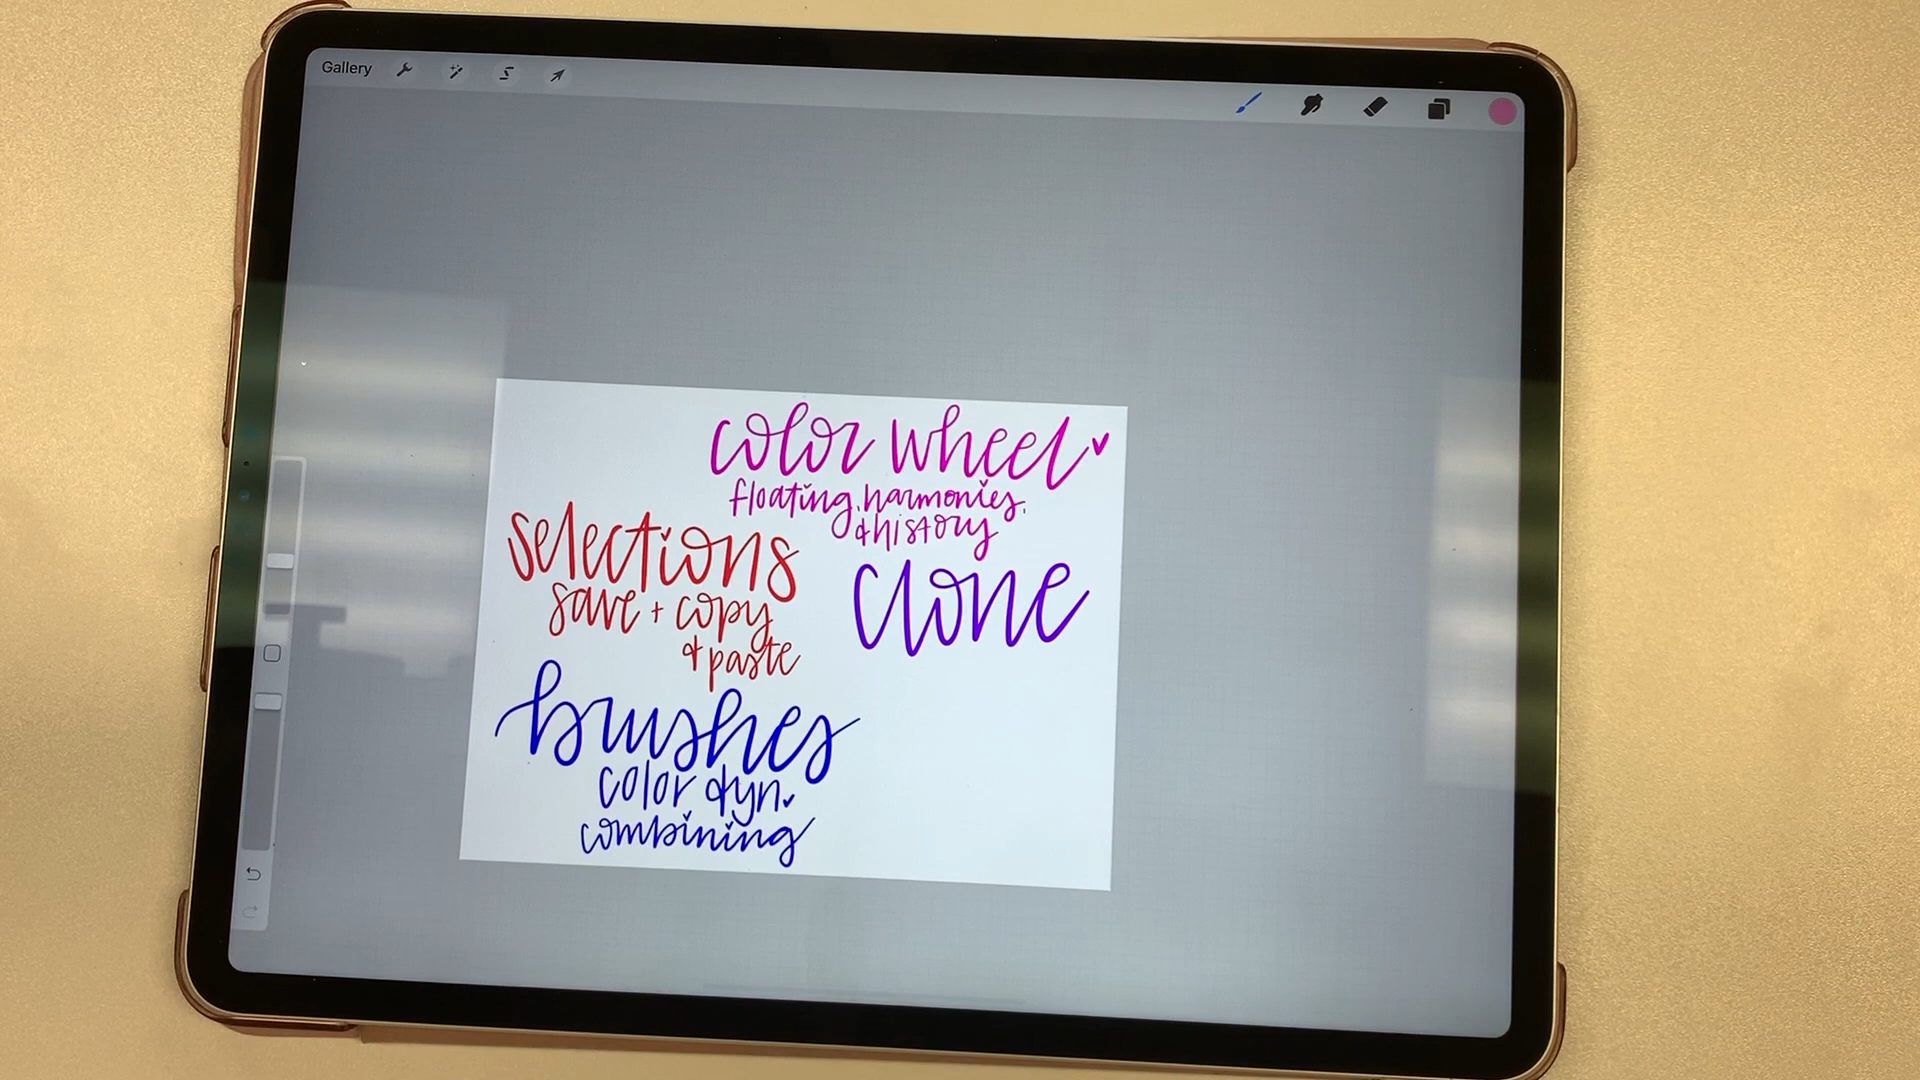 Gallery
color wheel
floating, harmonies,
& history
selections
save + copy
& paste
clone
brushes
color dyn.
combining